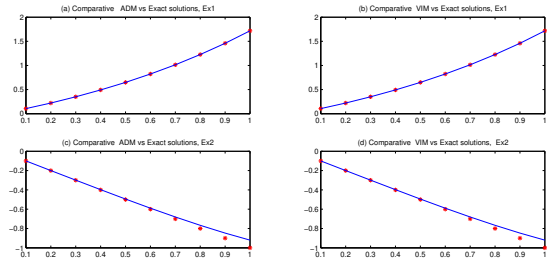 (a) Comparative ADM vs Exact solutions, Ex1
2
1.5
1
0.5
0
0.1 0.2 0.3 0.4 0.5 0.6 0.7 0.8 0.9 1
(b) Comparative VIM vs Exact solutions, Ex1
2
1.5
1
0.5
0
0.1 0.2 0.3 0.4 0.5 0.6 0.7 0.8 0.9 1
(c) Comparative ADM vs Exact solutions, Ex2
0
−0.2
−0.4
−0.6
−0.8
−1
0.1 0.2 0.3 0.4 0.5 0.6 0.7 0.8 0.9 1
(d) Comparative VIM vs Exact solutions, Ex2
0
−0.2
−0.4
−0.6
−0.8
−1
0.1 0.2 0.3 0.4 0.5 0.6 0.7 0.8 0.9 1